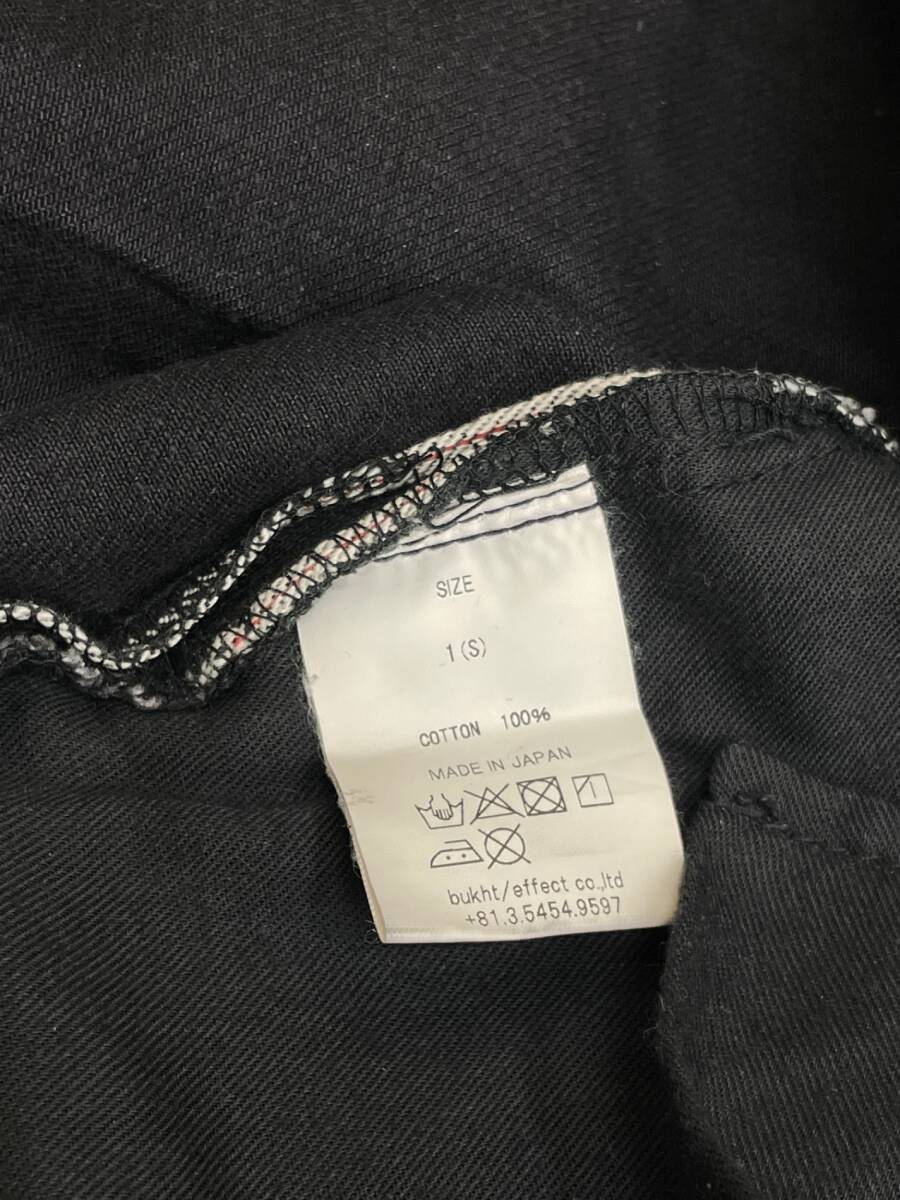 SIZE
1(S)
COTTON 100%
MADE IN JAPAN
bukht/effect co.,ltd
+81.3.5454.9597